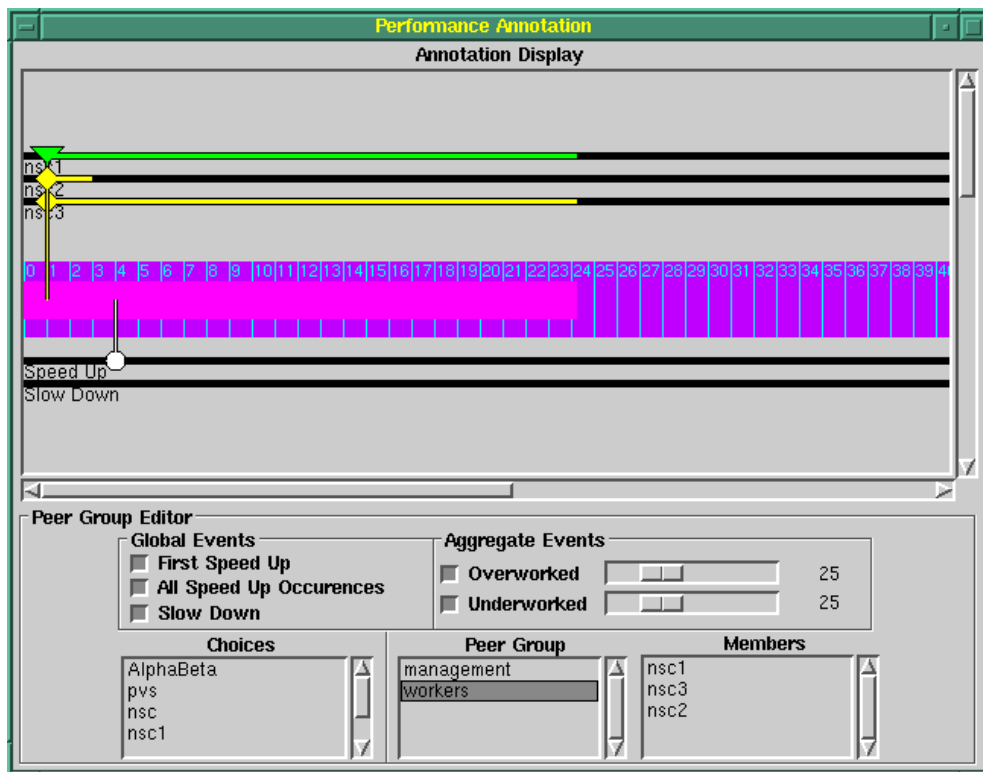 Performance Annotation
Annotation Display
nsc1
nsc2
nsc3
0 1 2 3 4 5 6 7 8 9 10 11 12 13 14 15 16 17 18 19 20 21 22 23 24 25 26 27 28 29 30 31 32 33 34 35 36 37 38 39 40
Speed Up
Slow Down
Peer Group Editor
Global Events
First Speed Up
All Speed Up Occurences
Slow Down
Aggregate Events
Overworked 25
Underworked 25
Choices
AlphaBeta
pvs
nsc
nsc1
Peer Group
management
workers
Members
nsc1
nsc3
nsc2